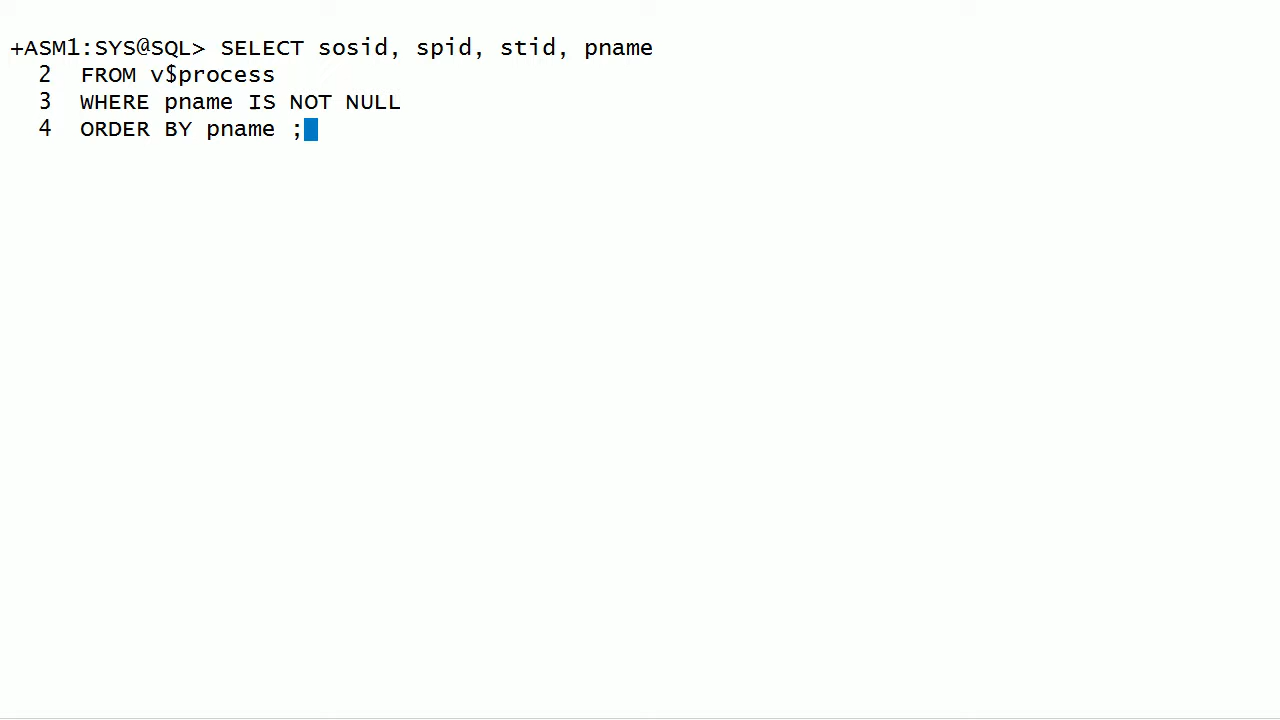 +ASM1:SYS@SQL> SELECT sosid, spid, stid, pname
2 FROM v$process
3 WHERE pname IS NOT NULL
4 ORDER BY pname ;